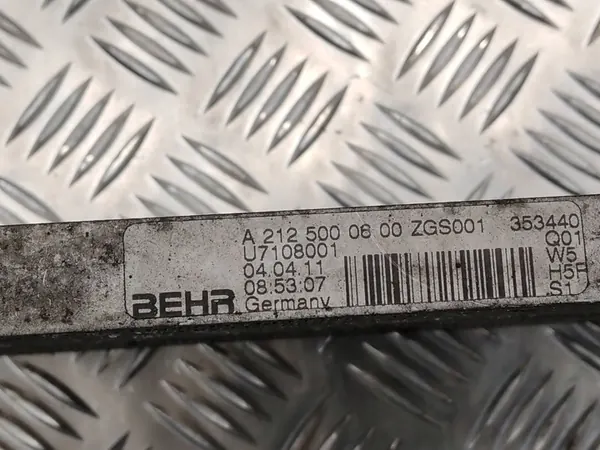 A 212 500 06 00 ZGS001 353440
U7108001 Q01
04.04.11 W5
08:53:07 H5P
BEHR Germany S1